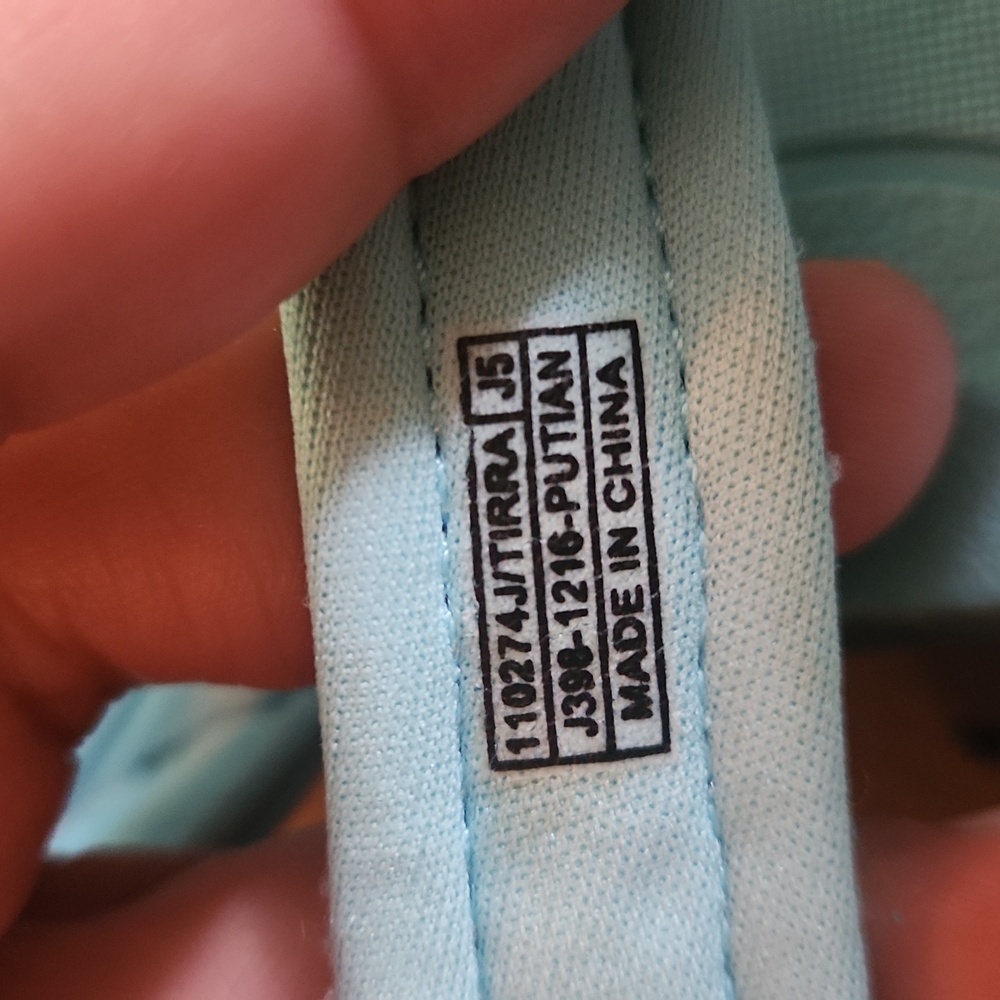 110274J/TIRRA J5
J398-1216-PUTIAN
MADE IN CHINA